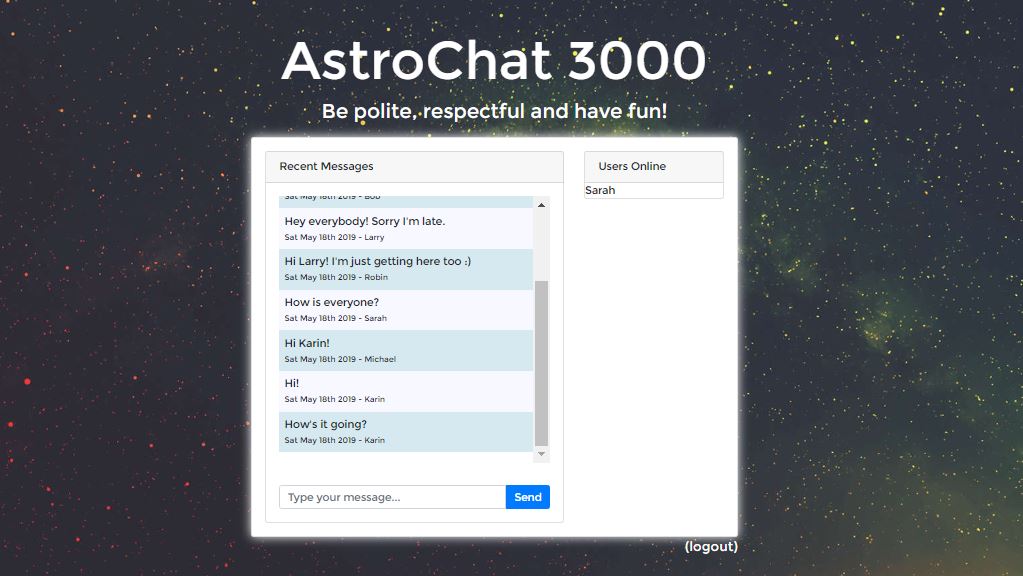 AstroChat 3000
Be polite, respectful and have fun!
Recent Messages
Sat May 18th 2019 - Bob
Hey everybody! Sorry I'm late.
Sat May 18th 2019 - Larry
Hi Larry! I'm just getting here too :)
Sat May 18th 2019 - Robin
How is everyone?
Sat May 18th 2019 - Sarah
Hi Karin!
Sat May 18th 2019 - Michael
Hi!
Sat May 18th 2019 - Karin
How's it going?
Sat May 18th 2019 - Karin
Type your message...
Send
Users Online
Sarah
(logout)